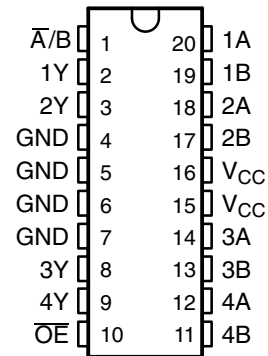 A̅/B 1 20 1A
1Y 2 19 1B
2Y 3 18 2A
GND 4 17 2B
GND 5 16 VCC
GND 6 15 VCC
GND 7 14 3A
3Y 8 13 3B
4Y 9 12 4A
O̅E̅ 10 11 4B